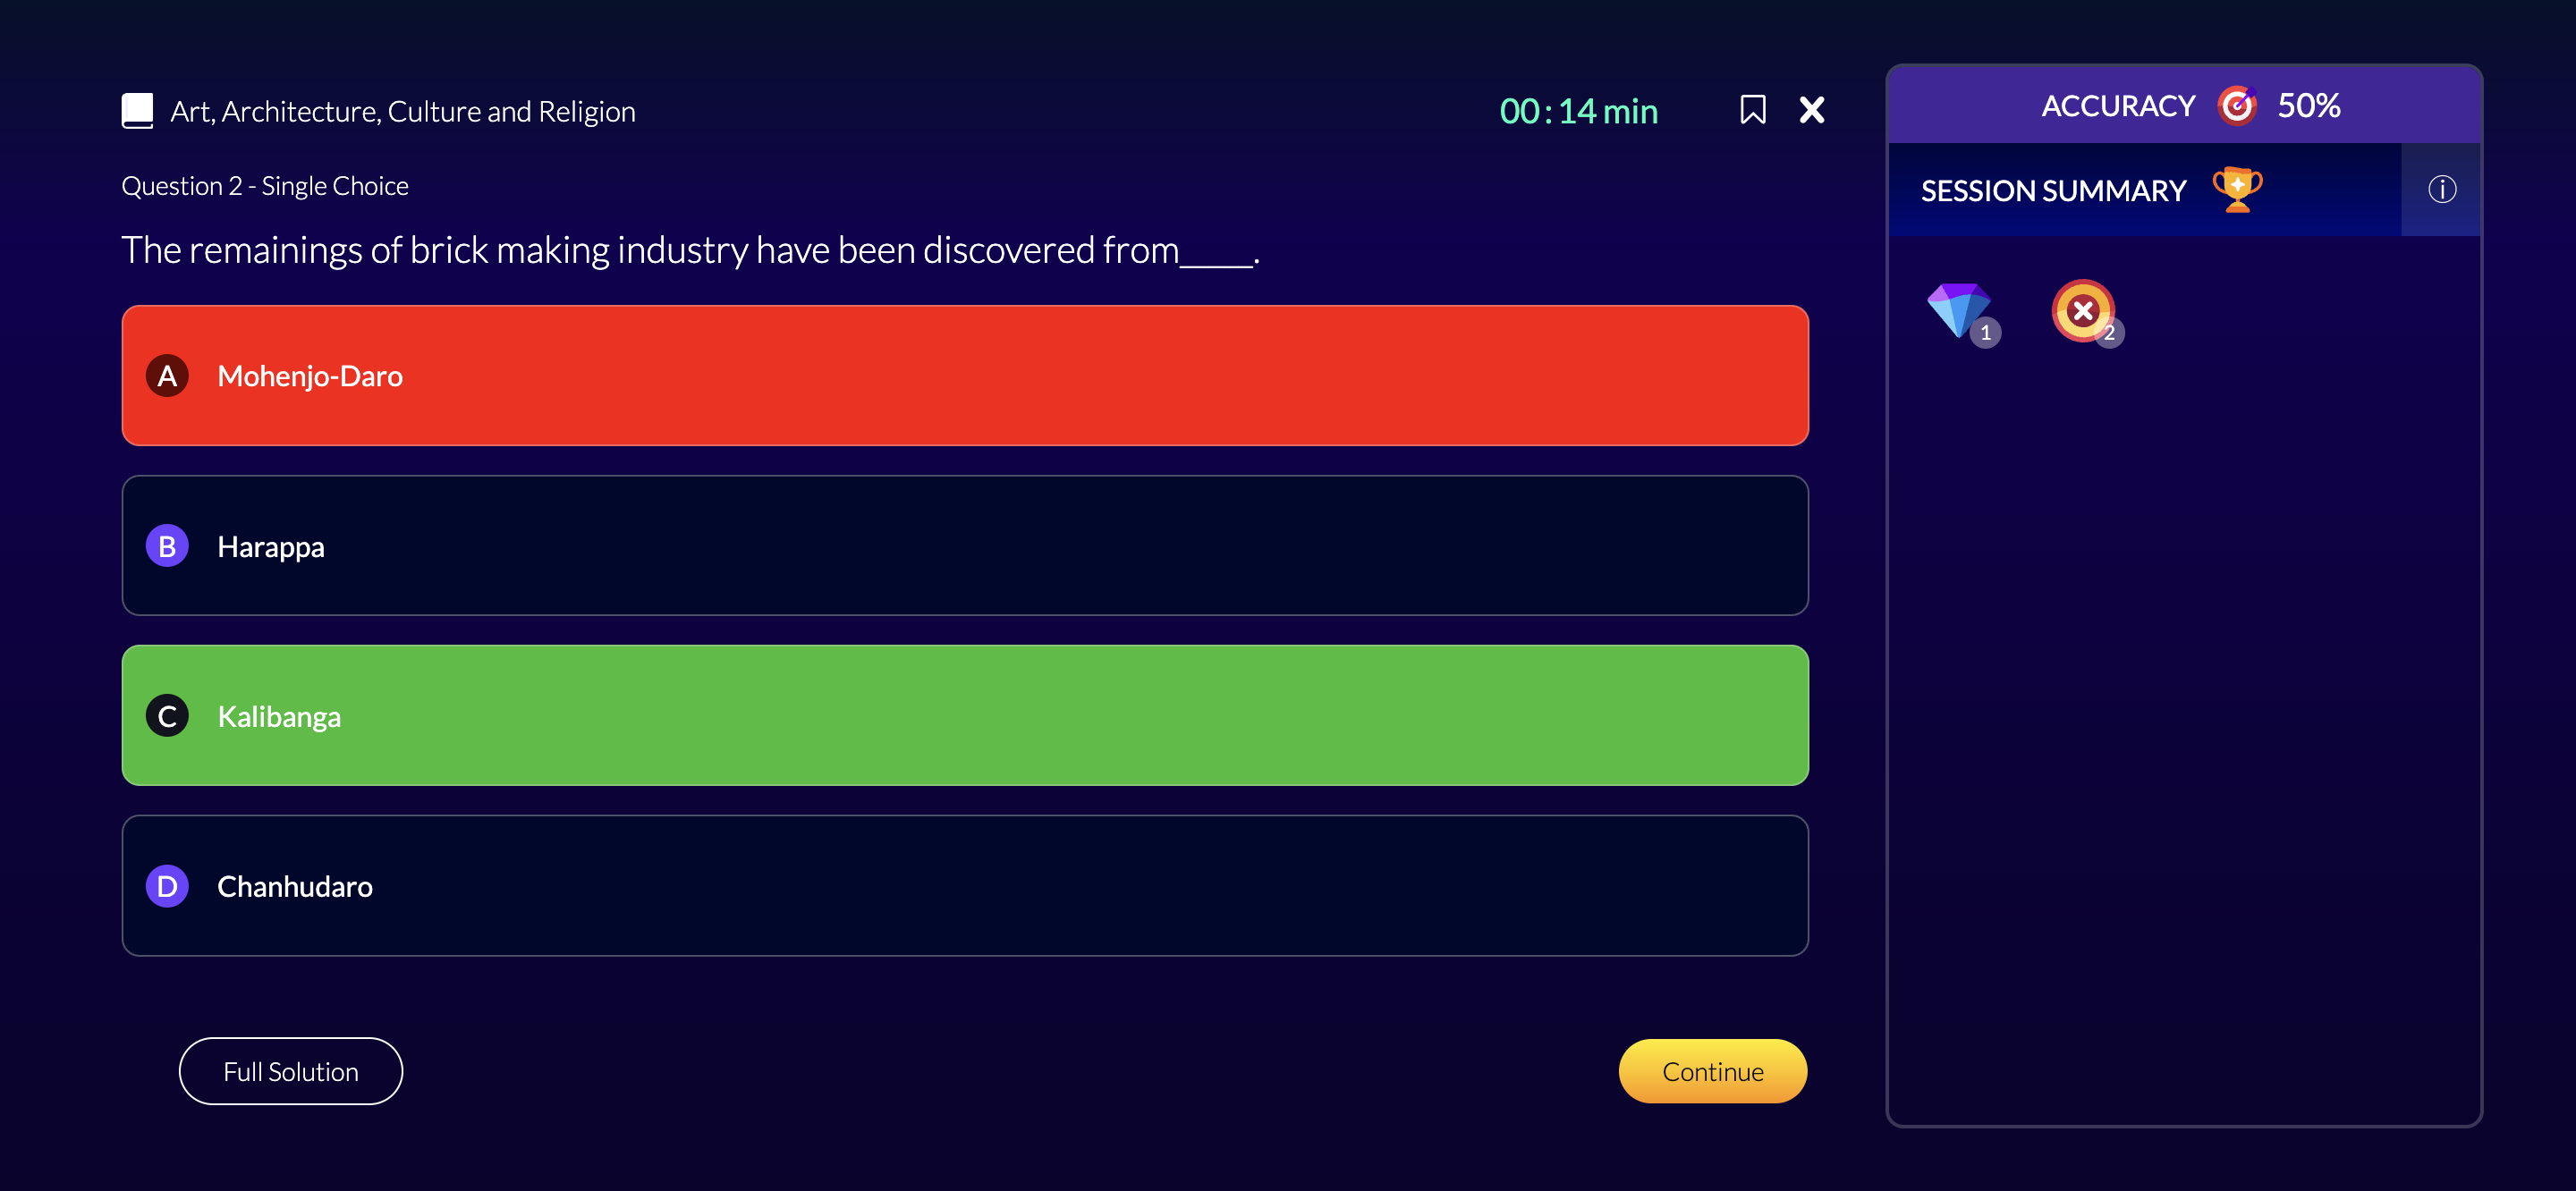 Art, Architecture, Culture and Religion
00 : 14 min
Question 2 - Single Choice
The remainings of brick making industry have been discovered from_____.
A Mohenjo-Daro
B Harappa
C Kalibanga
D Chanhudaro
Full Solution
Continue
ACCURACY 50%
SESSION SUMMARY
1
2